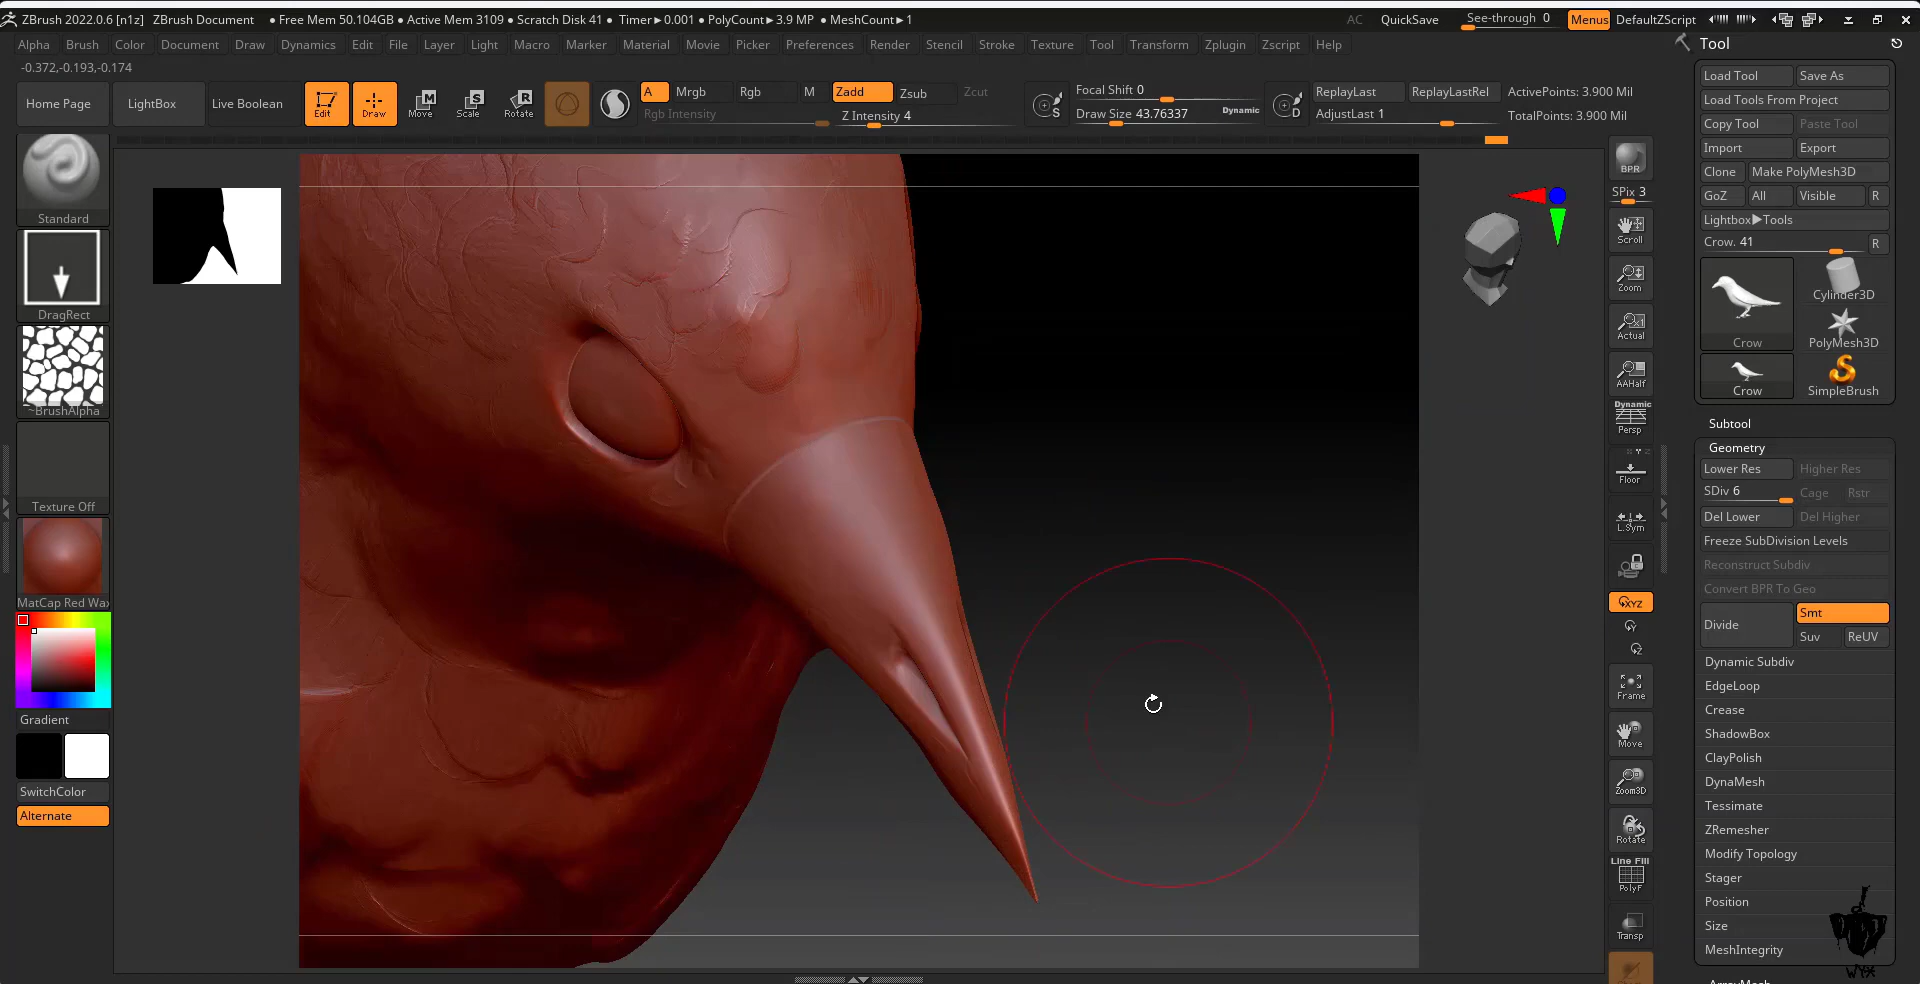 ZBrush 2022.0.6 [n1z] ZBrush Document ● Free Mem 50.104GB ● Active Mem 3109 ● Scratch Disk 41 ● Timer▶0.001 ● PolyCount▶3.9 MP ● MeshCount▶1 AC QuickSave See-through 0 Menus DefaultZScript
Alpha Brush Color Document Draw Dynamics Edit File Layer Light Macro Marker Material Movie Picker Preferences Render Stencil Stroke Texture Tool Transform Zplugin Zscript Help
Tool
-0.372,-0.193,-0.174
Home Page LightBox Live Boolean Edit Draw Move Scale Rotate
A Mrgb Rgb M Zadd Zsub Zcut
Rgb Intensity Z Intensity 4
Focal Shift 0
Draw Size 43.76337 Dynamic
S D
ReplayLast ReplayLastRel ActivePoints: 3.900 Mil
AdjustLast 1 TotalPoints: 3.900 Mil
Standard
DragRect
~BrushAlpha
Texture Off
MatCap Red Wax
Gradient
SwitchColor
Alternate
BPR
SPix 3
Scroll
Zoom
Actual
AAHalf
Dynamic
Persp
Floor
L.Sym
XYZ
Y
Z
Frame
Move
Zoom3D
Rotate
Line Fill
PolyF
Transp
Load Tool Save As
Load Tools From Project
Copy Tool Paste Tool
Import Export
Clone Make PolyMesh3D
GoZ All Visible R
Lightbox▶Tools
Crow. 41 R
Crow Cylinder3D
PolyMesh3D
Crow SimpleBrush
Subtool
Geometry
Lower Res Higher Res
SDiv 6 Cage Rstr
Del Lower Del Higher
Freeze SubDivision Levels
Reconstruct Subdiv
Convert BPR To Geo
Divide Smt
Suv ReUV
Dynamic Subdiv
EdgeLoop
Crease
ShadowBox
ClayPolish
DynaMesh
Tessimate
ZRemesher
Modify Topology
Stager
Position
Size
MeshIntegrity
ArrayMesh